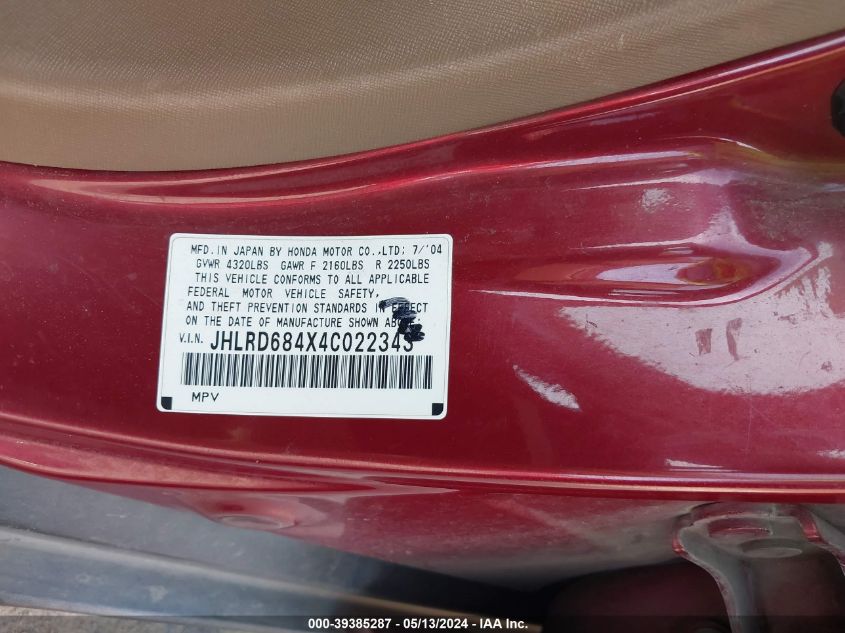 MFD. IN JAPAN BY HONDA MOTOR CO.,LTD; 7/'04
GVWR 4320LBS GAWR F 2160LBS R 2250LBS
THIS VEHICLE CONFORMS TO ALL APPLICABLE
FEDERAL MOTOR VEHICLE SAFETY,
AND THEFT PREVENTION STANDARDS IN EFFECT
ON THE DATE OF MANUFACTURE SHOWN
V.I.N. JHLRD684X4C022343
MPV
000-39385287 - 05/13/2024 - IAA Inc.